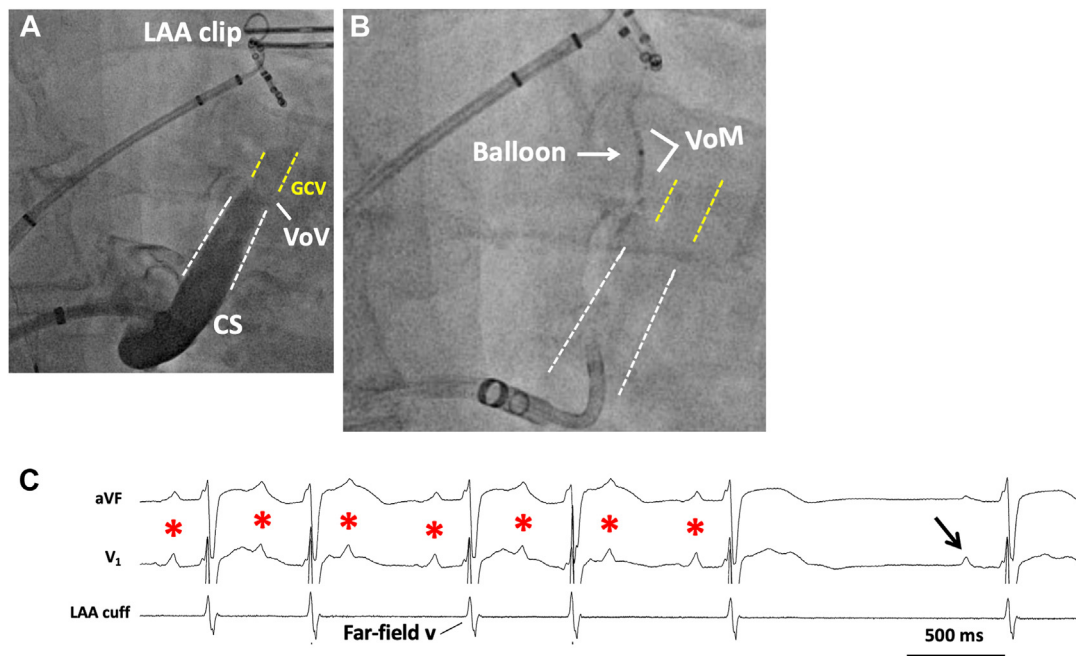 A
LAA clip
GCV
VoV
CS
B
Balloon
VoM
C
aVF
* * * * * * *
V1
LAA cuff
Far-field v
500 ms